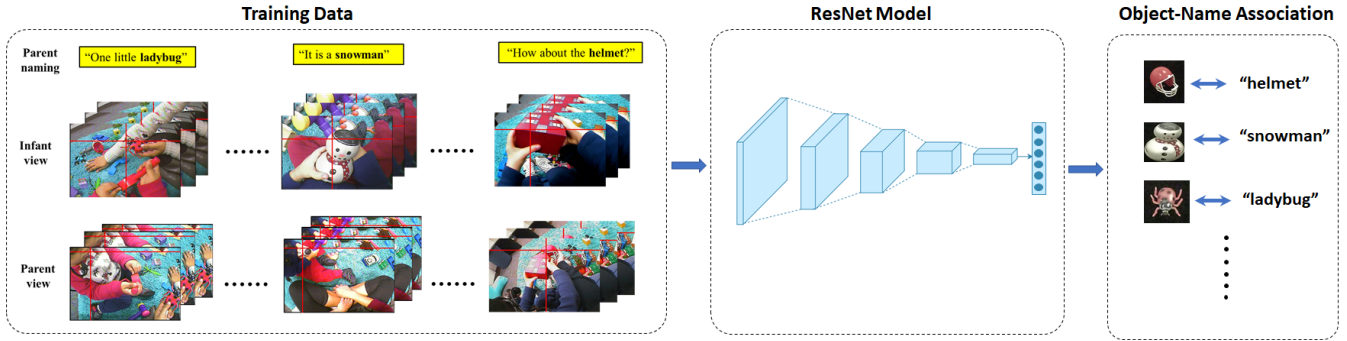 Training Data
ResNet Model
Object-Name Association
Parent
naming
“One little ladybug”
“It is a snowman”
“How about the helmet?”
Infant
view
Parent
view
“helmet”
“snowman”
“ladybug”